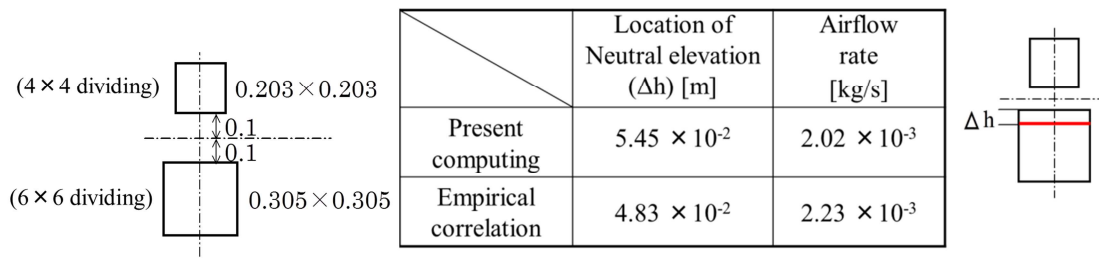 (4×4 dividing)
0.203×0.203
0.1
0.1
(6×6 dividing)
0.305×0.305
Location of
Neutral elevation
(Δh) [m]
Airflow
rate
[kg/s]
Present
computing
5.45 ×10⁻²
2.02 ×10⁻³
Empirical
correlation
4.83 ×10⁻²
2.23 ×10⁻³
Δh